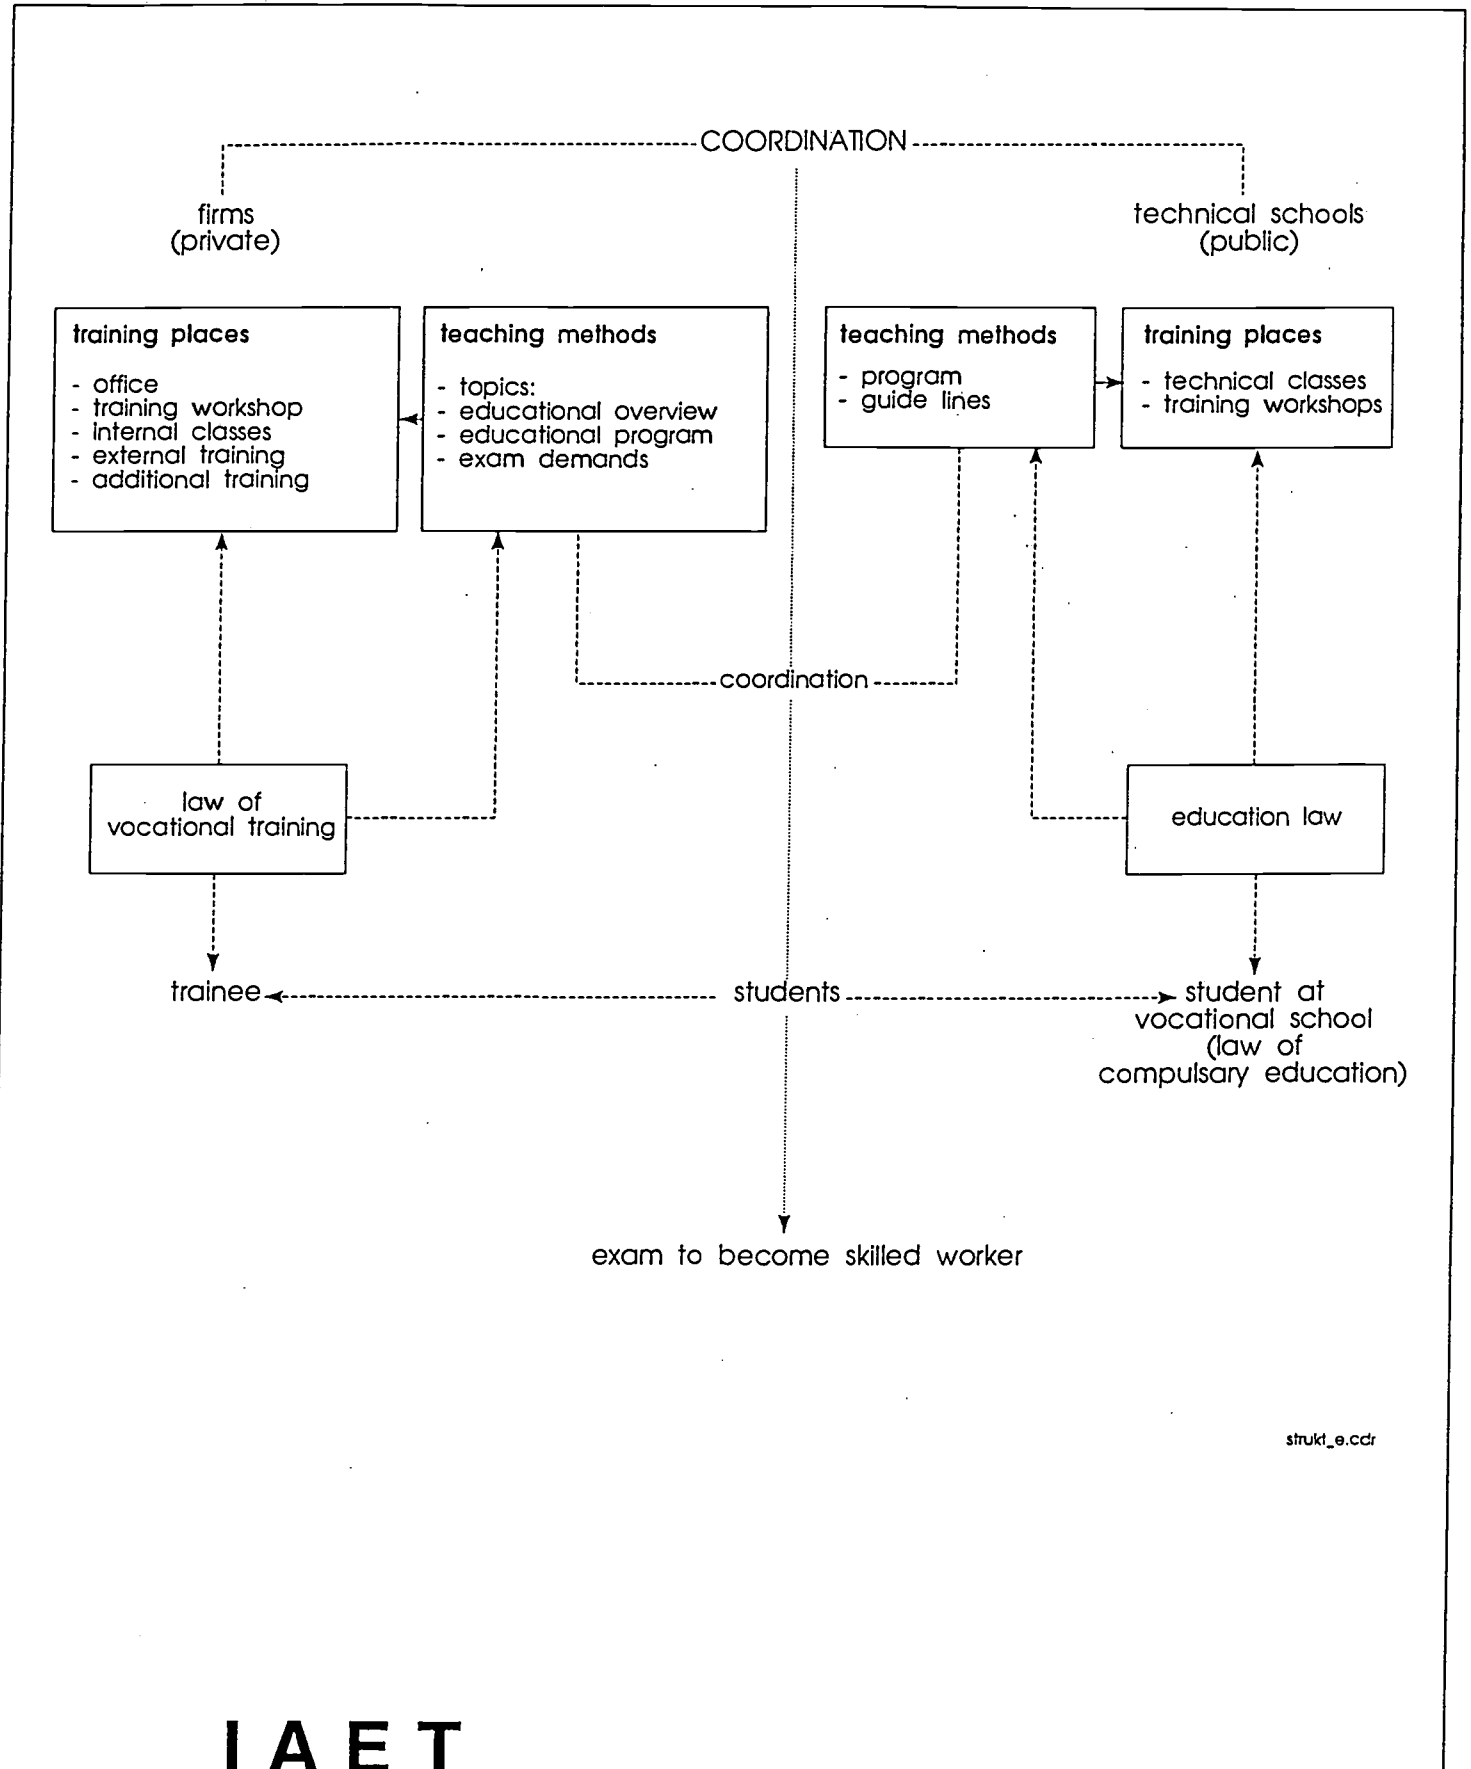 COORDINATION
firms
(private)
technical schools
(public)
training places
- office
- training workshop
- internal classes
- external training
- additional training
teaching methods
- topics:
- educational overview
- educational program
- exam demands
teaching methods
- program
- guide lines
training places
- technical classes
- training workshops
coordination
law of
vocational training
education law
trainee
students
student at
vocational school
(law of
compulsary education)
exam to become skilled worker
strukt_e.cdr
IAET